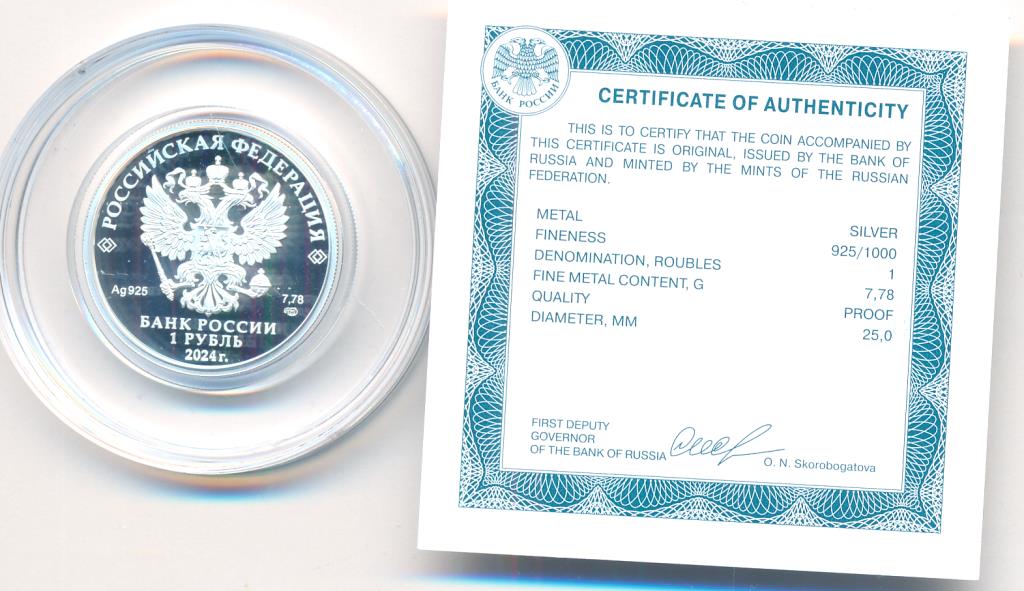 РОССИЙСКАЯ ФЕДЕРАЦИЯ
Ag 925
7,78
БАНК РОССИИ
1 РУБЛЬ
2024 г.
БАНК РОССИИ
CERTIFICATE OF AUTHENTICITY
THIS IS TO CERTIFY THAT THE COIN ACCOMPANIED BY
THIS CERTIFICATE IS ORIGINAL, ISSUED BY THE BANK OF
RUSSIA AND MINTED BY THE MINTS OF THE RUSSIAN
FEDERATION.
METAL SILVER
FINENESS 925/1000
DENOMINATION, ROUBLES 1
FINE METAL CONTENT, G 7,78
QUALITY PROOF
DIAMETER, MM 25,0
FIRST DEPUTY
GOVERNOR
OF THE BANK OF RUSSIA
O. N. Skorobogatova